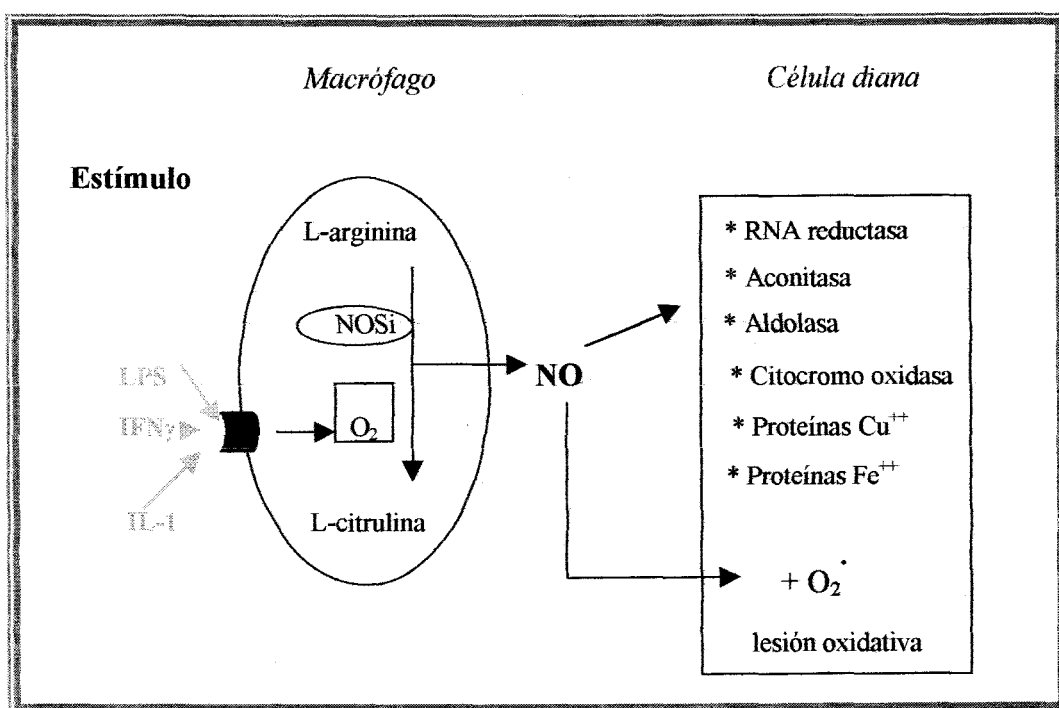 Macrófago
Célula diana
Estímulo
L-arginina
NOSi
LPS
IFNγ
IL-1
O₂
L-citrulina
NO
* RNA reductasa
* Aconitasa
* Aldolasa
* Citocromo oxidasa
* Proteínas Cu⁺⁺
* Proteínas Fe⁺⁺
+ O₂˙
lesión oxidativa